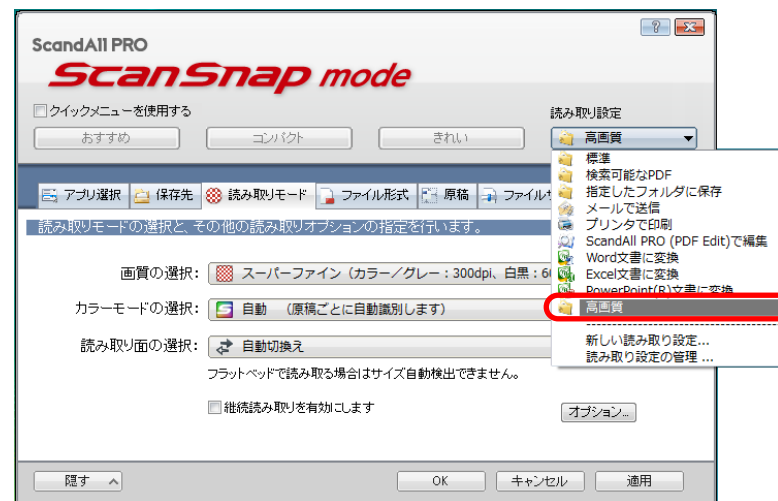 ScandAll PRO
ScanSnap mode
クイックメニューを使用する
読み取り設定
おすすめ
コンパクト
きれい
高画質
標準
検索可能なPDF
指定したフォルダに保存
メールで送信
プリンタで印刷
ScandAll PRO (PDF Edit)で編集
Word文書に変換
Excel文書に変換
PowerPoint(R)文書に変換
高画質
新しい読み取り設定...
読み取り設定の管理 ...
アプリ選択
保存先
読み取りモード
ファイル形式
原稿
ファイルサ
読み取りモードの選択と、その他の読み取りオプションの指定を行います。
画質の選択:
スーパーファイン (カラー/グレー:300dpi、白黒:6
カラーモードの選択:
自動 (原稿ごとに自動識別します)
読み取り面の選択:
自動切換え
フラットベッドで読み取る場合はサイズ自動検出できません。
継続読み取りを有効にします
オプション...
隠す
OK
キャンセル
適用